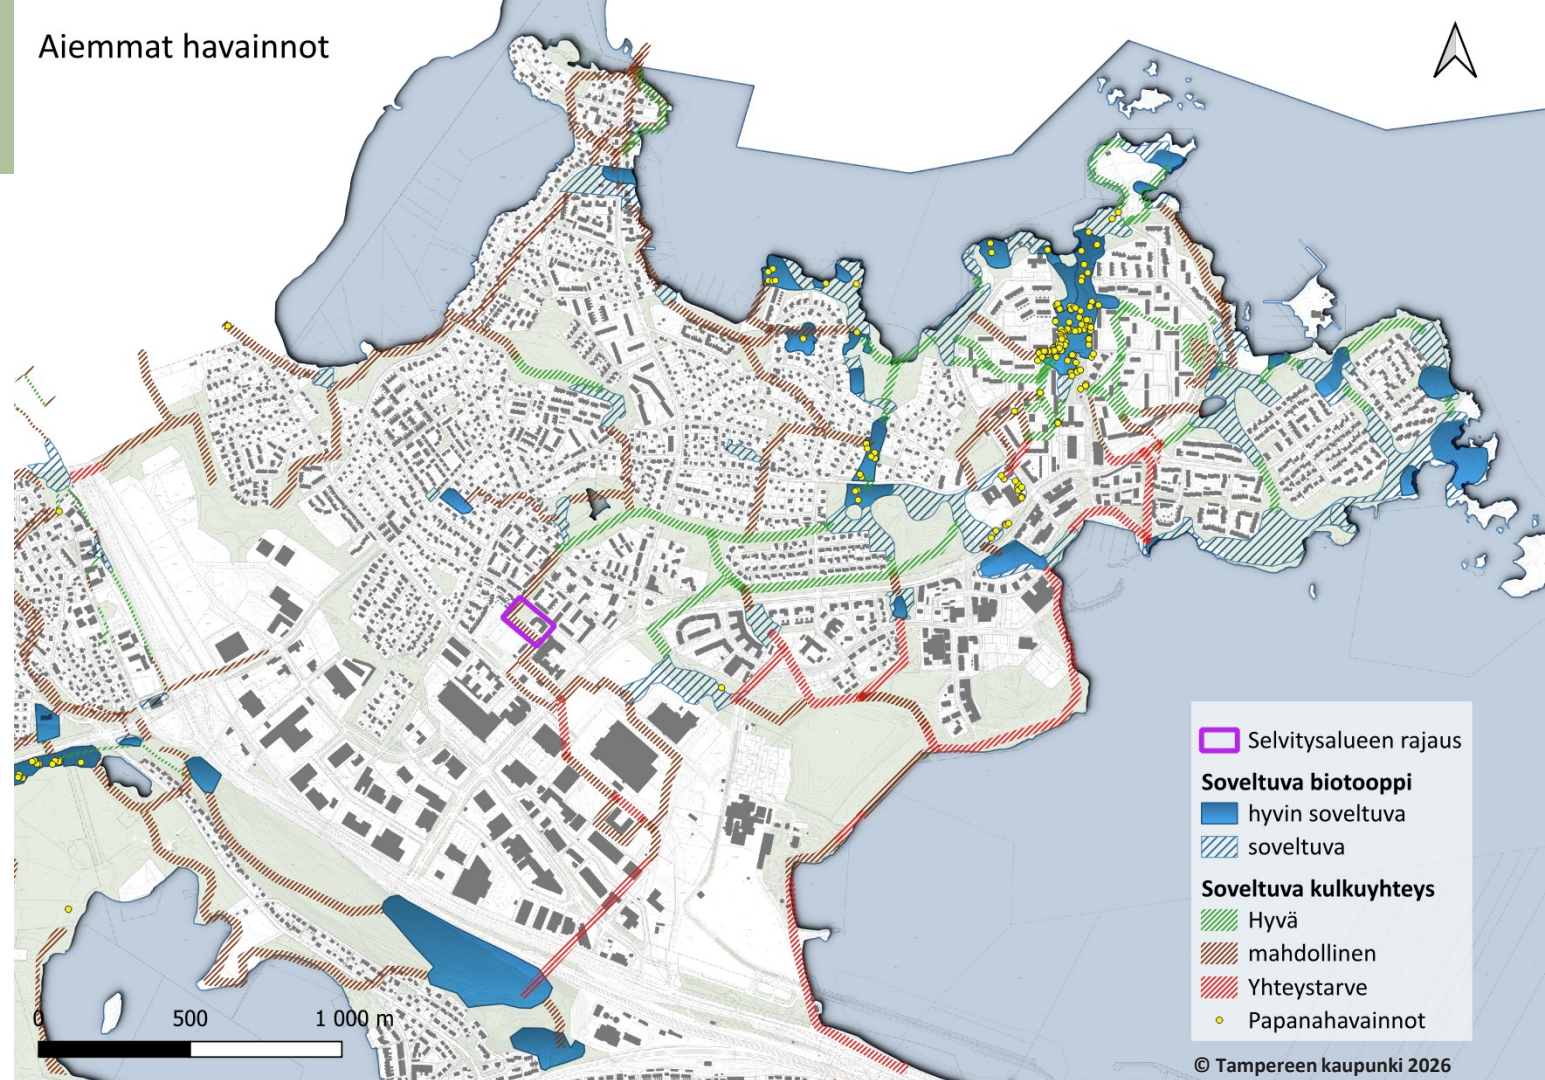 Aiemmat havainnot
Selvitysalueen rajaus
Soveltuva biotooppi
hyvin soveltuva
soveltuva
Soveltuva kulkuyhteys
Hyvä
mahdollinen
Yhteystarve
Papanahavainnot
0 500 1 000 m
© Tampereen kaupunki 2026